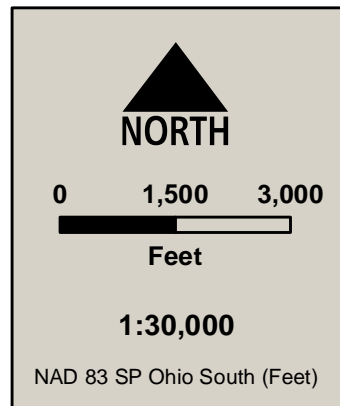 NORTH
0 1,500 3,000
Feet
1:30,000
NAD 83 SP Ohio South (Feet)